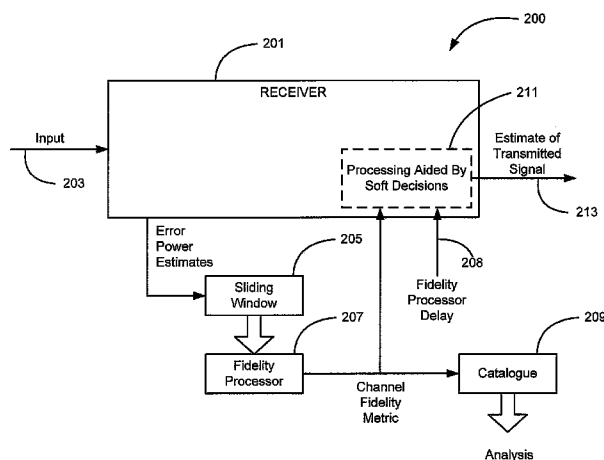 200
201
RECEIVER
211
Input
Processing Aided By
Soft Decisions
Estimate of
Transmitted
Signal
203
213
Error
Power
Estimates
205
208
Sliding
Window
Fidelity
Processor
Delay
207
209
Fidelity
Processor
Catalogue
Channel
Fidelity
Metric
Analysis